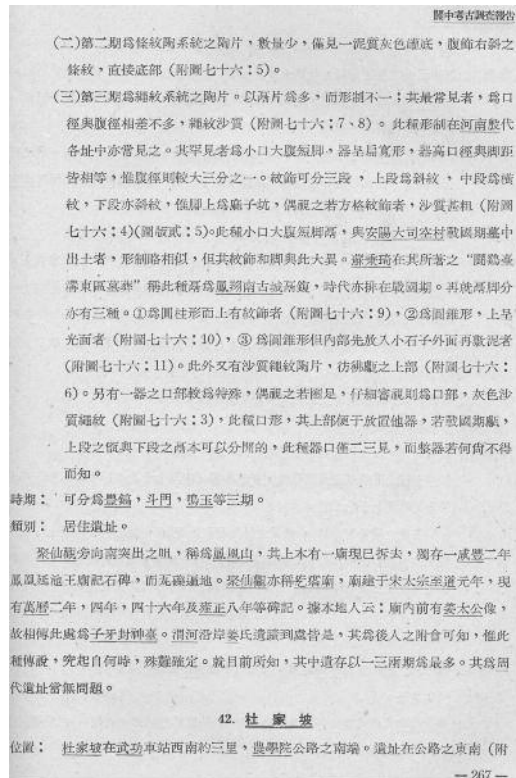 關中考古調查報告
(二)第二期爲條紋陶系統之陶片,數量少,僅見一泥質灰色罐底,腹飾右斜之
條紋,直接底部(附圖七十六:5)。
(三)第三期爲繩紋系統之陶片。以鬲片爲多,而形制不一;其最常見者,爲口
徑與腹徑相差不多,繩紋沙質(附圖七十六:7、8)。此種形制在河南殷代
各址中亦常見之。其罕見者爲小口大腹短脚,器呈扁寬形,器高口徑與脚距
皆相等,惟腹徑則較大三分之一。紋飾可分三段,上段爲斜紋,中段爲橫
紋,下段亦斜紋,惟脚上爲麻子坑,偶視之若方格紋飾者,沙質甚粗(附圖
七十六:4)(圖版貳:5)。此種小口大腹短脚鬲,與安陽大司空村戰國期墓中
出土者,形制略相似,但其紋飾和脚與此大異。蘇秉琦在其所著之“鬬鷄臺
溝東區墓葬”稱此種鬲爲鳳翔南古城所獲,時代亦排在戰國期。再就鬲脚分
亦有三種。①爲圓柱形而上有紋飾者(附圖七十六:9),②爲圓錐形,上呈
光面者(附圖七十六:10),③爲圓錐形但內部先放入小石子外面再敷泥者
(附圖七十六:11)。此外又有沙質繩紋陶片,彷彿甗之上部(附圖七十六:
6)。另有一器之口部較爲特殊,偶視之若圈足,仔細審視則爲口部,灰色沙
質繩紋(附圖七十六:3),此種口形,其上部便于放置他器,若戰國期甗,
上段之甑與下段之鬲本可以分開的,此種器口僅二三見,而整器若何尙不得
而知。
時期: 可分爲豐鎬,斗門,鳴玉等三期。
類別: 居住遺址。
聚仙觀旁向南突出之咀,稱爲鳳凰山,其上本有一廟現已拆去,獨存一咸豐二年
鳳凰廷池王廟記石碑,而瓦礫遍地。聚仙觀亦稱老君廟,廟建于宋太宗至道元年,現
有萬曆二年,四年,四十六年及雍正八年等碑記。據本地人云:廟內前有姜太公像,
故相傳此處爲子牙封神臺。渭河沿岸姜氏遺蹟到處皆是,其爲後人之附會可知,惟此
種傳說,究起自何時,殊難確定。就目前所知,其中遺存以一三兩期爲最多。其爲周
代遺址當無問題。
42. 杜家坡
位置: 杜家坡在武功車站西南約三里,農學院公路之南端。遺址在公路之東南(附
— 267 —